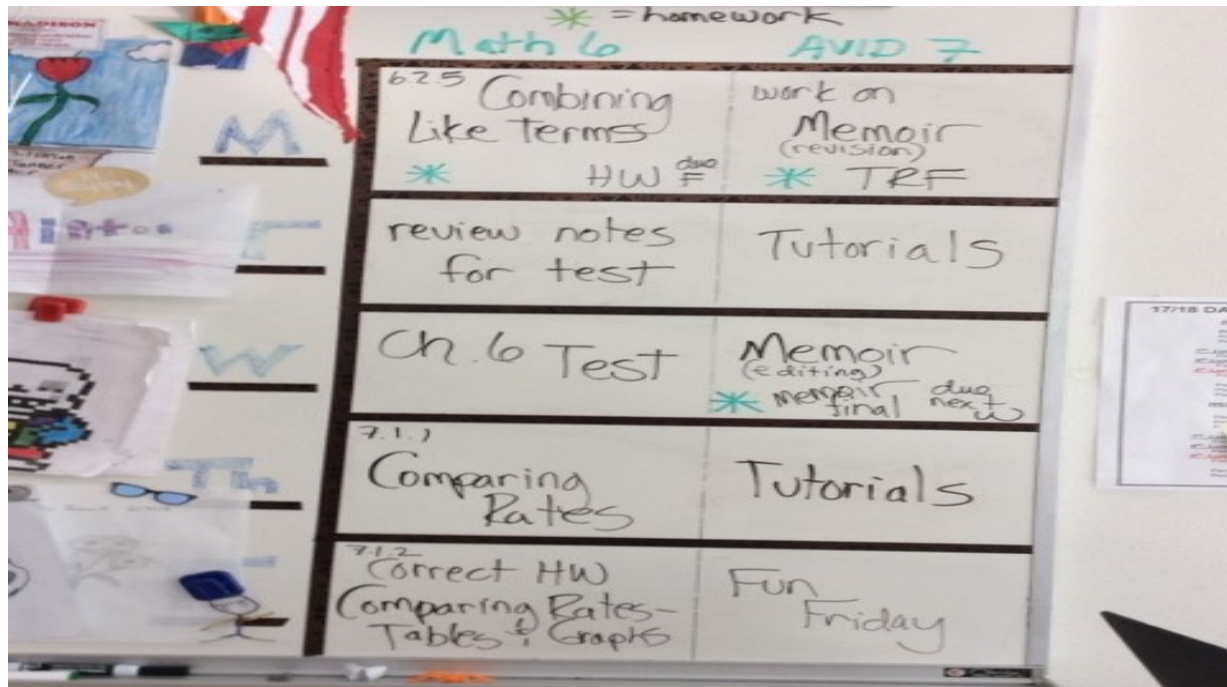 MADISON
* = homework
Math 6 AVID 7
M
6.2.5 Combining
Like Terms
* HW due F
work on
Memoir
(revision)
* TRF
T
review notes
for test
Tutorials
W
Ch. 6 Test
Memoir
(editing)
* memoir due
final next W
Th
7.1.1
Comparing
Rates
Tutorials
7.1.2
Correct HW
Comparing Rates-
Tables & Graphs
Fun
Friday
17/18 DA